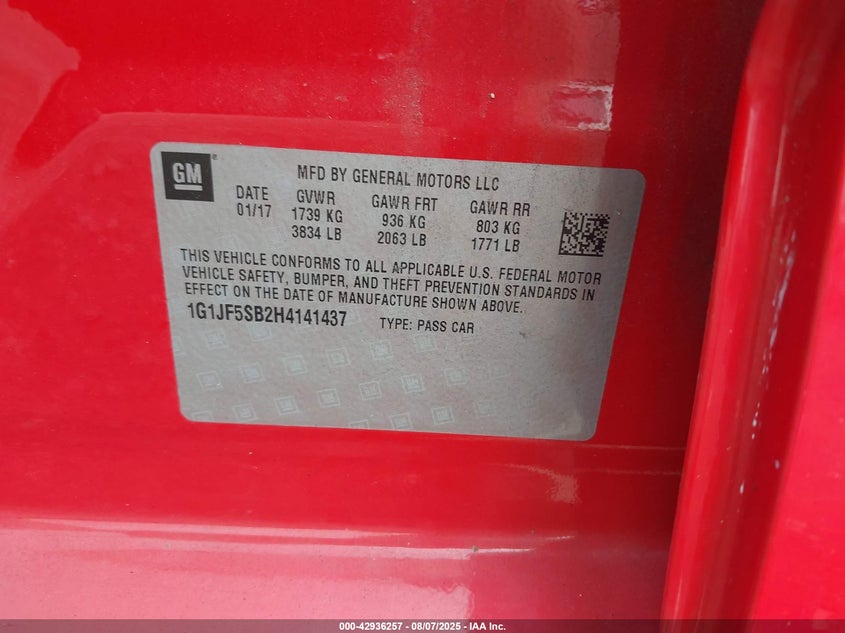 GM MFD BY GENERAL MOTORS LLC
DATE GVWR GAWR FRT GAWR RR
01/17 1739 KG 936 KG 803 KG
3834 LB 2063 LB 1771 LB
THIS VEHICLE CONFORMS TO ALL APPLICABLE U.S. FEDERAL MOTOR
VEHICLE SAFETY, BUMPER, AND THEFT PREVENTION STANDARDS IN
EFFECT ON THE DATE OF MANUFACTURE SHOWN ABOVE.
1G1JF5SB2H4141437 TYPE: PASS CAR
000-42936257 - 08/07/2025 - IAA Inc.